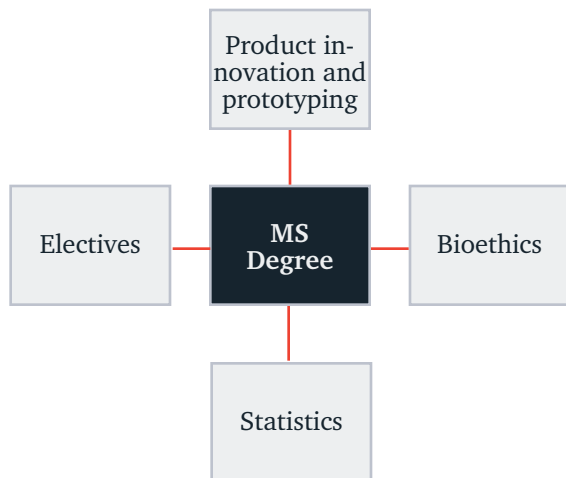 Product in-
novation and
prototyping
Electives
MS
Degree
Bioethics
Statistics